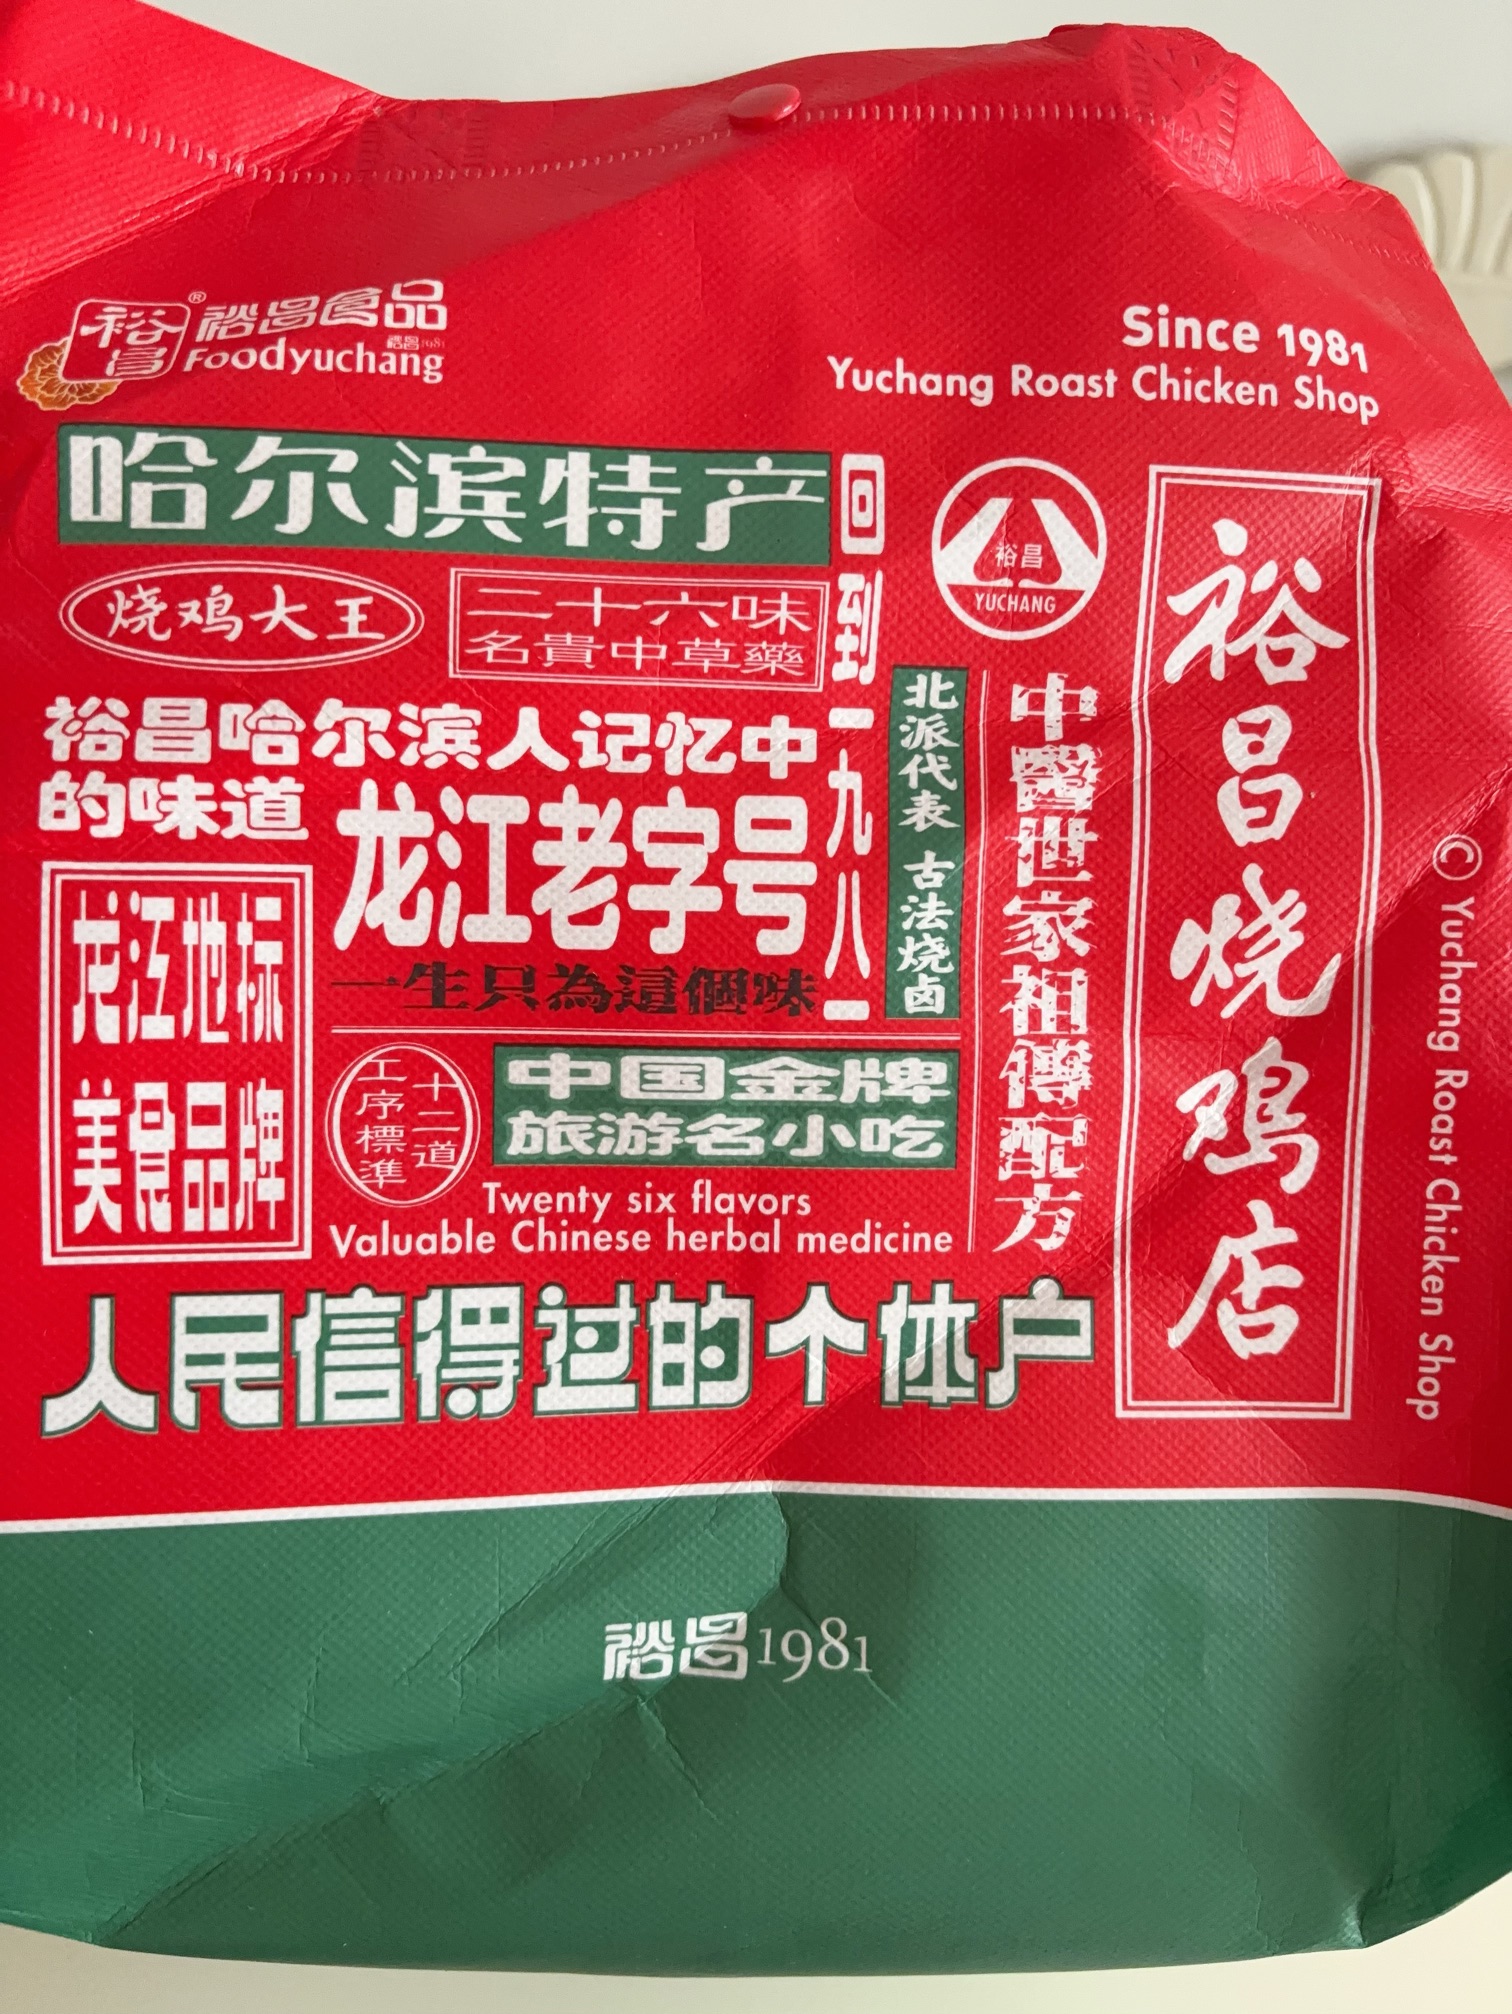 裕昌
®
裕昌食品
裕昌1981
Foodyuchang
Since 1981
Yuchang Roast Chicken Shop
哈尔滨特产
烧鸡大王
二十六味
名貴中草藥
回到一九八一
裕昌
YUCHANG
裕昌烧鸡店
裕昌哈尔滨人记忆中
的味道
龙江老字号
一生只為這個味
北派代表 古法烧卤
中醫世家祖傳配方
龙江地标
美食品牌
十二道
工序標準
中国金牌
旅游名小吃
Twenty six flavors
Valuable Chinese herbal medicine
人民信得过的个体户
© Yuchang Roast Chicken Shop
裕昌1981